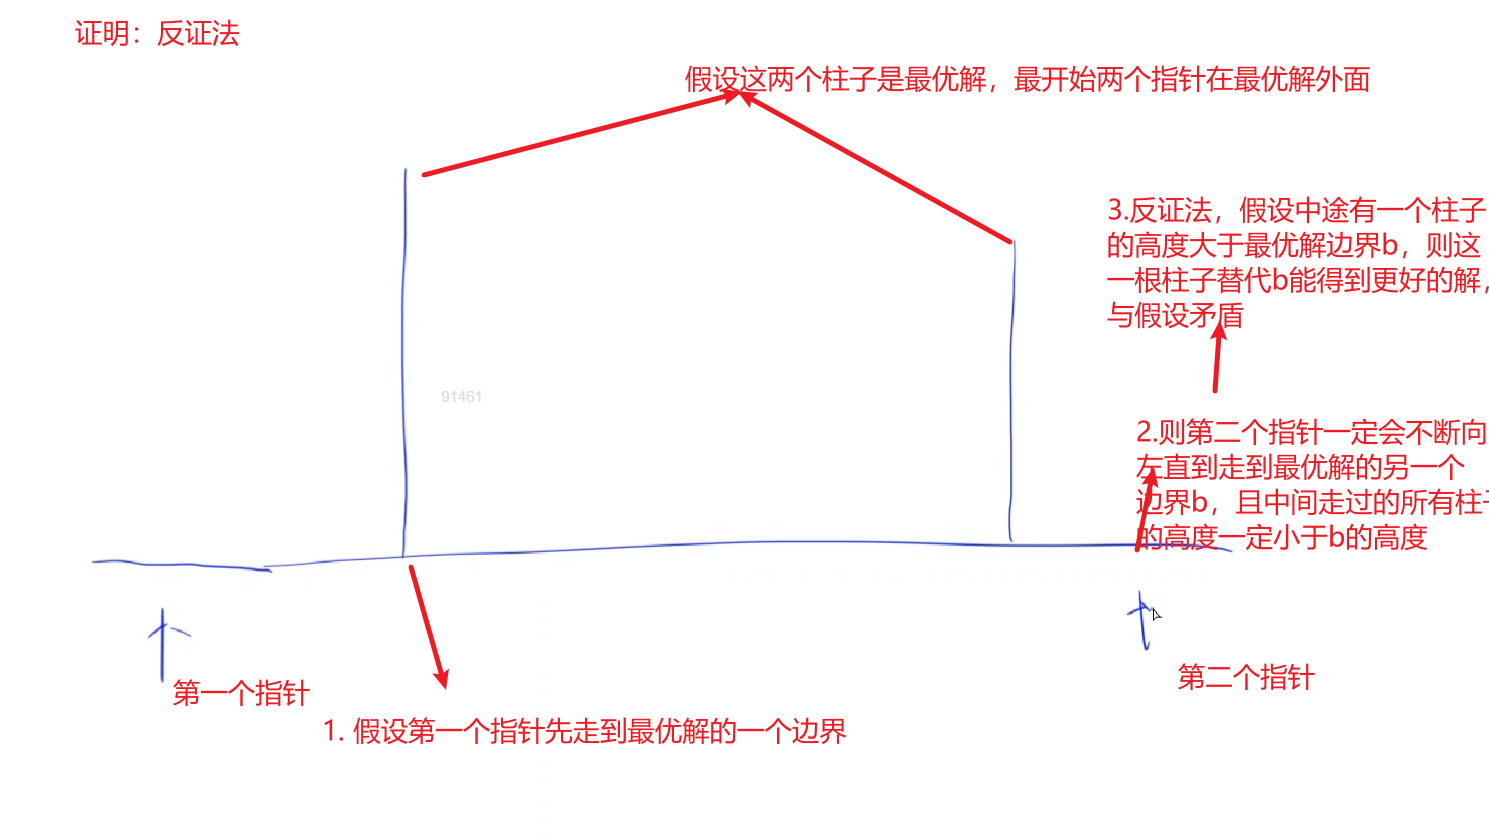 证明：反证法
假设这两个柱子是最优解，最开始两个指针在最优解外面
3.反证法，假设中途有一个柱子
的高度大于最优解边界b，则这
一根柱子替代b能得到更好的解，
与假设矛盾
91461
2.则第二个指针一定会不断向
左直到走到最优解的另一个
边界b，且中间走过的所有柱子
的高度一定小于b的高度
第二个指针
第一个指针
1. 假设第一个指针先走到最优解的一个边界